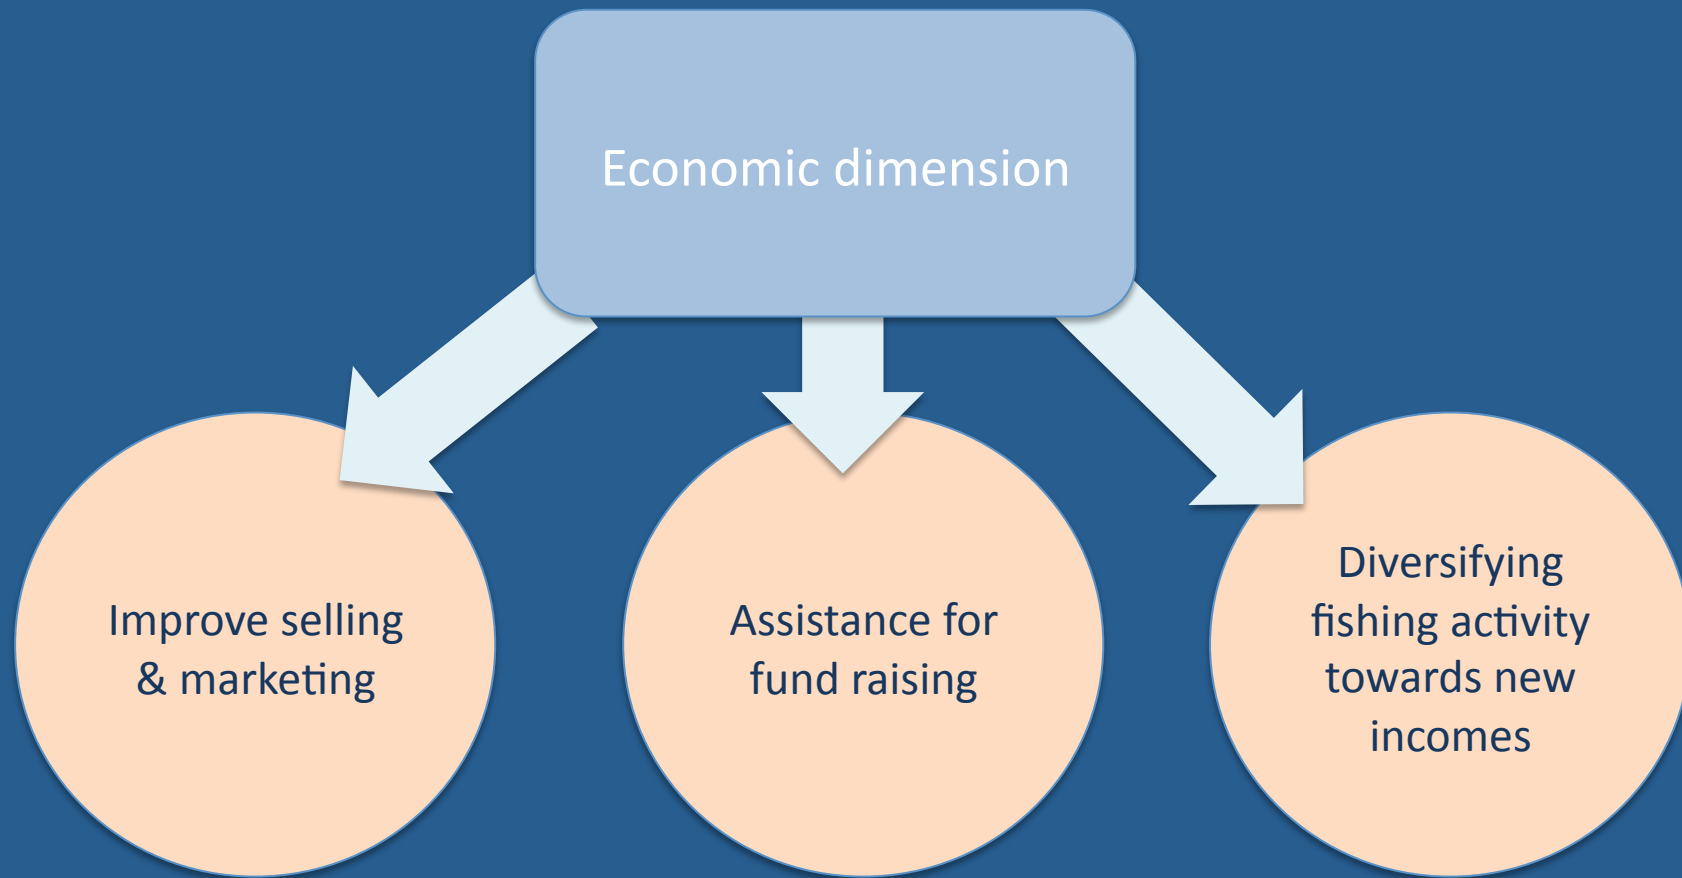 Economic dimension
Improve selling
& marketing
Assistance for
fund raising
Diversifying
fishing activity
towards new
incomes